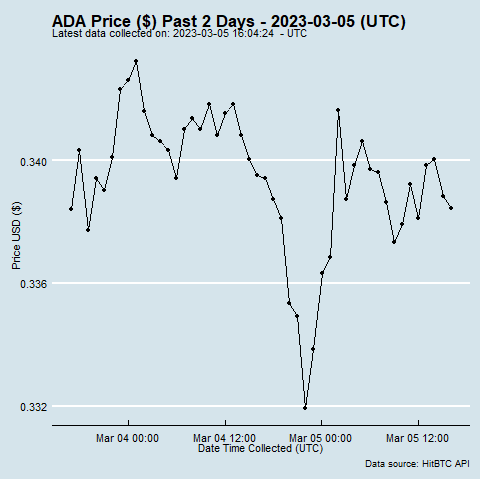 ADA Price ($) Past 2 Days - 2023-03-05 (UTC)
Latest data collected on: 2023-03-05 16:04:24 - UTC
Price USD ($)
0.340
0.336
0.332
Mar 04 00:00 Mar 04 12:00 Mar 05 00:00 Mar 05 12:00
Date Time Collected (UTC)
Data source: HitBTC API